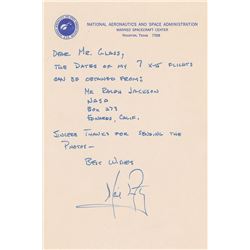 NATIONAL AERONAUTICS AND SPACE ADMINISTRATION
MANNED SPACECRAFT CENTER
HOUSTON, TEXAS 77058
DEAR MR. GLASS,
THE DATES OF MY 7 X-15 FLIGHTS
CAN BE OBTAINED FROM:
MR RALPH JACKSON
NASA
BOX 273
EDWARDS, CALIF.
SINCERE THANKS FOR SENDING THE
PHOTOS—
BEST WISHES